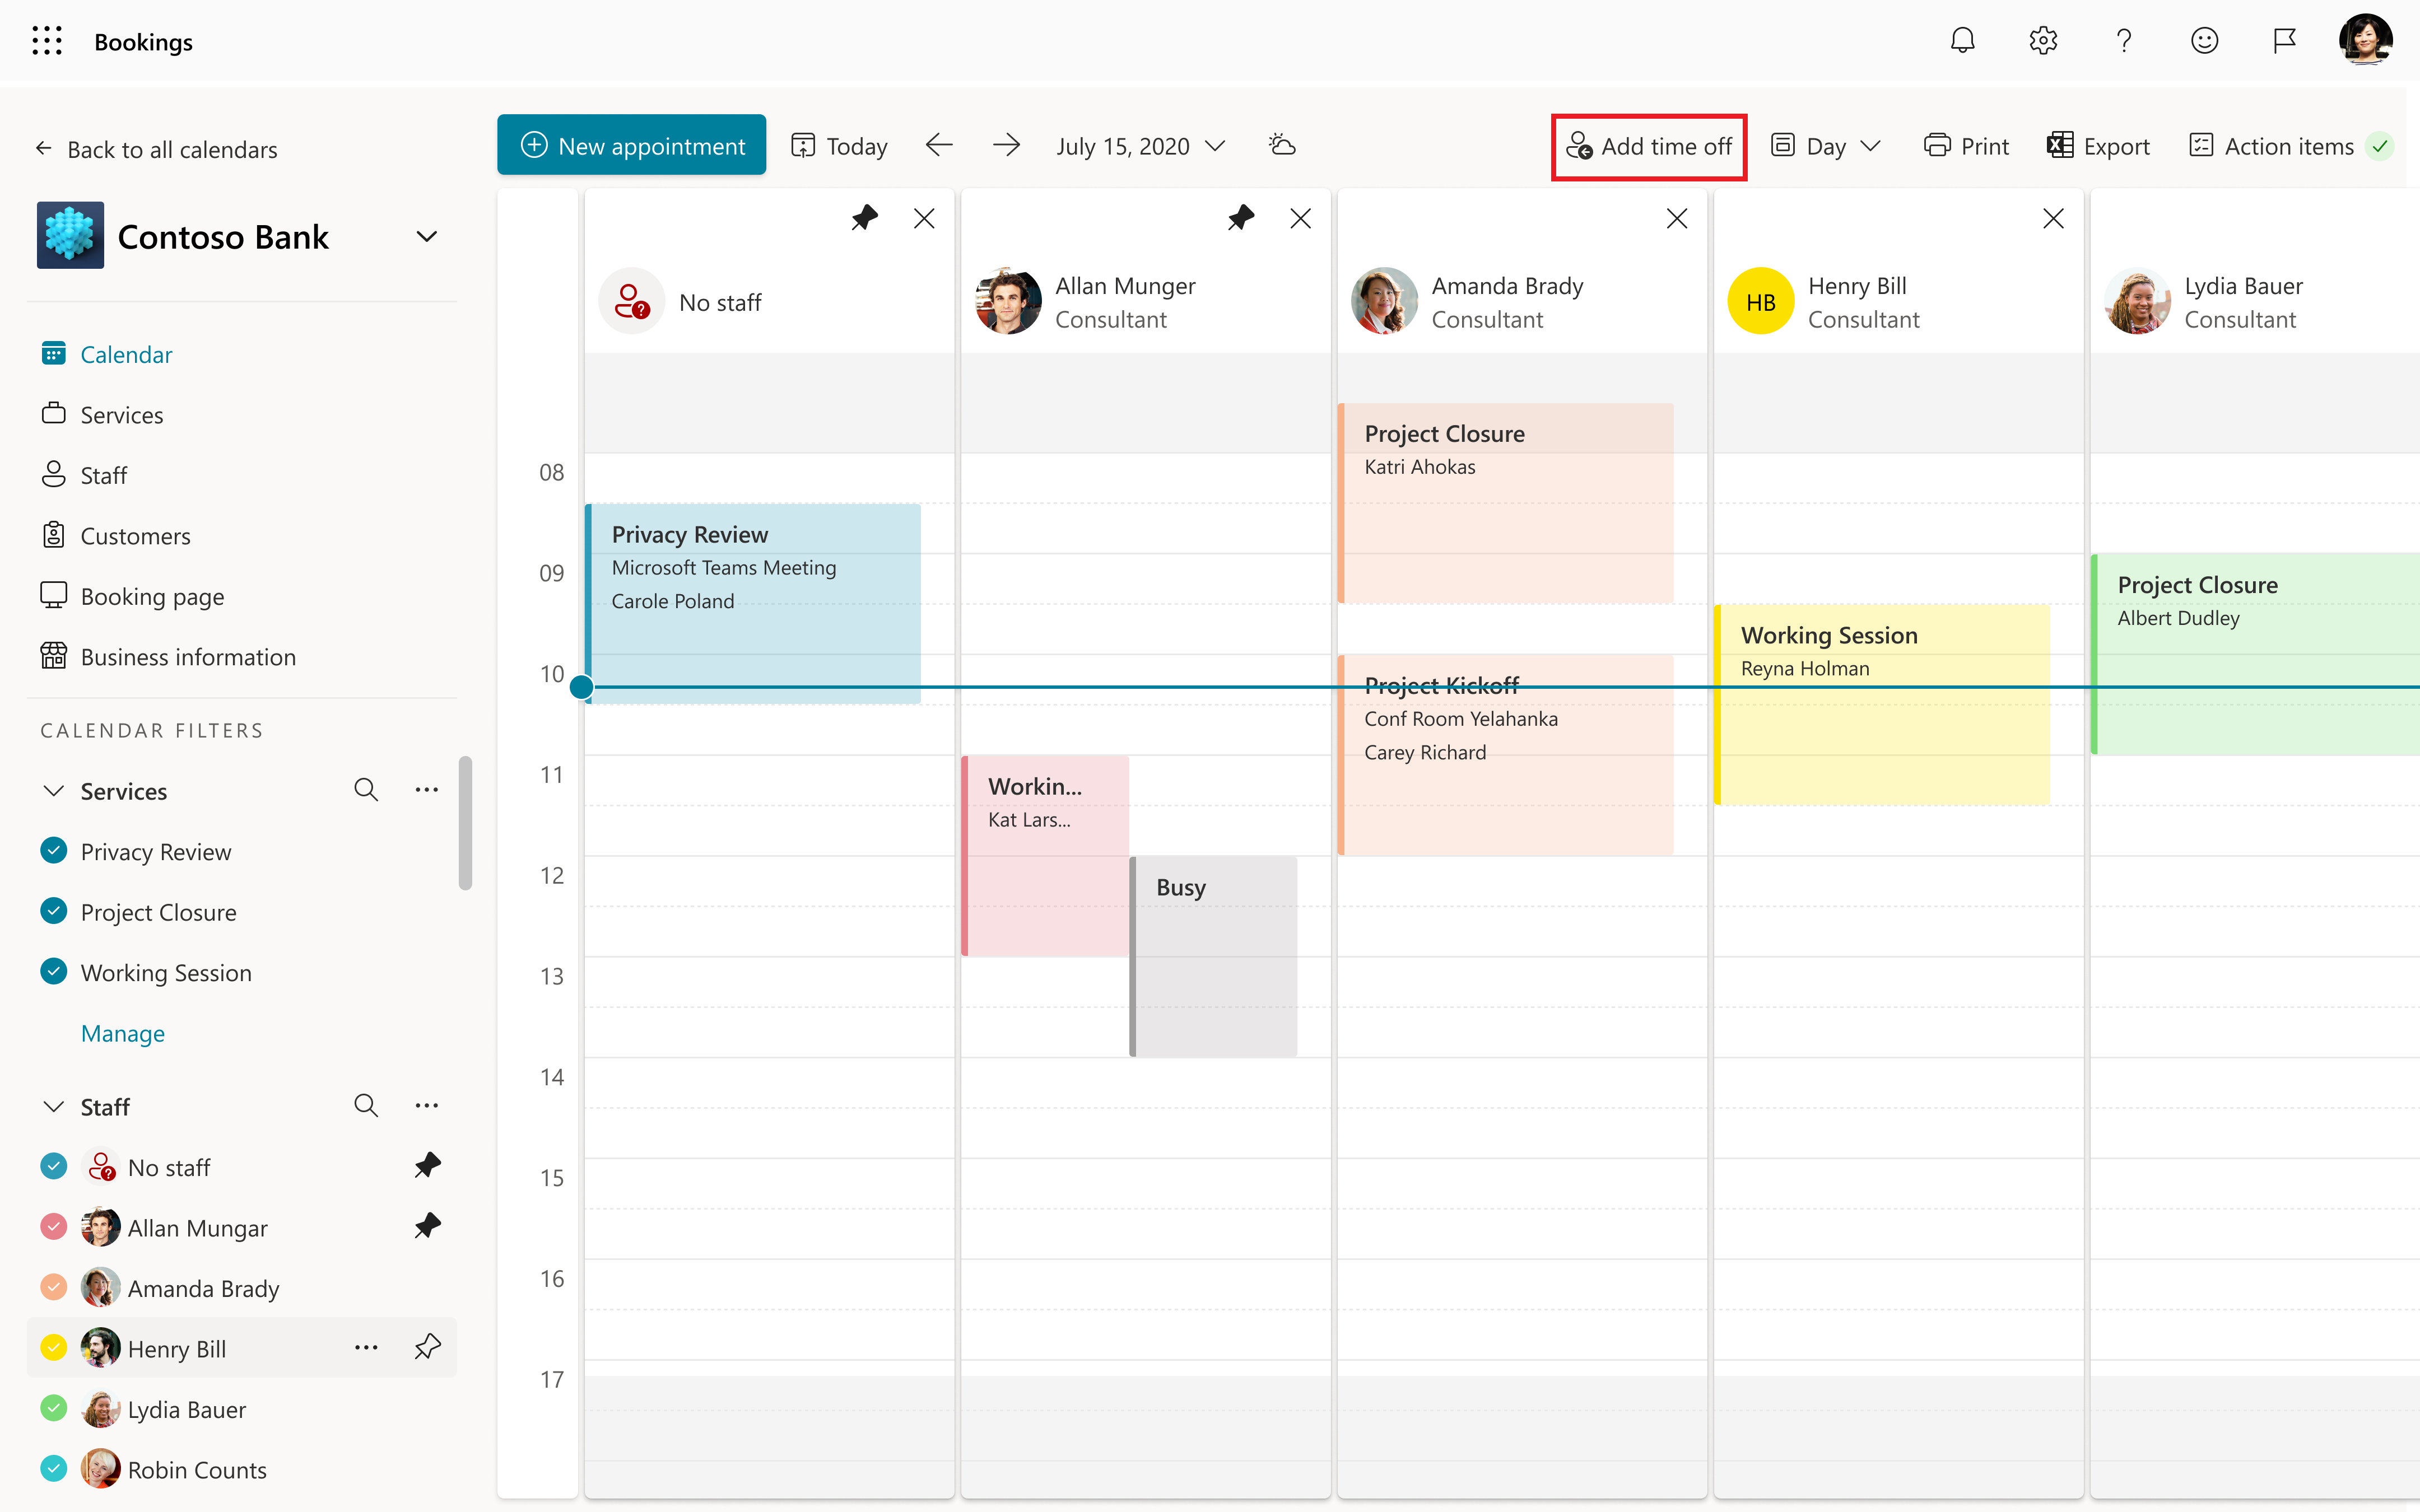 Bookings
Back to all calendars
New appointment
Today
July 15, 2020
Add time off
Day
Print
Export
Action items
Contoso Bank
Calendar
Services
Staff
Customers
Booking page
Business information
CALENDAR FILTERS
Services
Privacy Review
Project Closure
Working Session
Manage
Staff
No staff
Allan Mungar
Amanda Brady
Henry Bill
Lydia Bauer
Robin Counts
08
09
10
11
12
13
14
15
16
17
No staff
Privacy Review
Microsoft Teams Meeting
Carole Poland
Allan Munger
Consultant
Workin...
Kat Lars...
Busy
Amanda Brady
Consultant
Project Closure
Katri Ahokas
Project Kickoff
Conf Room Yelahanka
Carey Richard
HB
Henry Bill
Consultant
Working Session
Reyna Holman
Lydia Bauer
Consultant
Project Closure
Albert Dudley